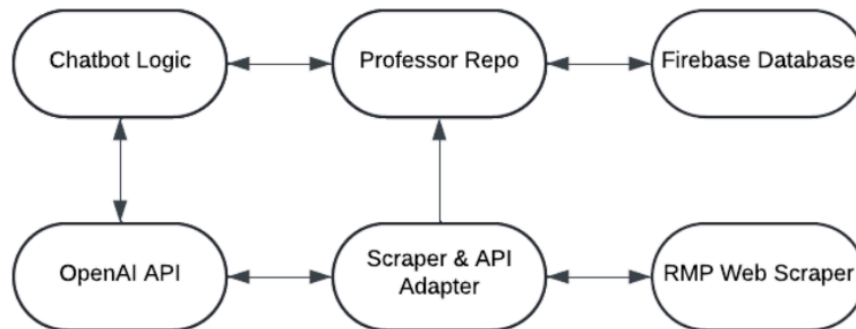 Chatbot Logic
Professor Repo
Firebase Database
OpenAI API
Scraper & API
Adapter
RMP Web Scraper